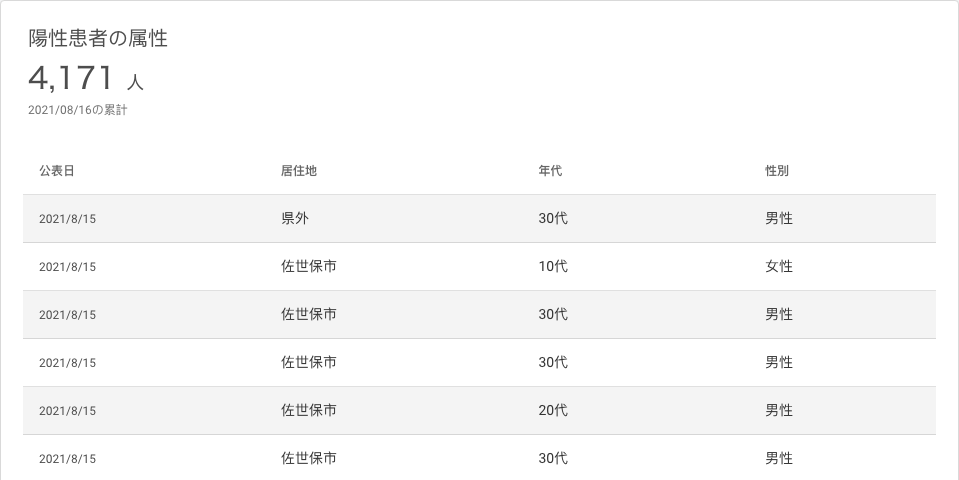 陽性患者の属性
4,171 人
2021/08/16の累計
公表日 居住地 年代 性別
2021/8/15 県外 30代 男性
2021/8/15 佐世保市 10代 女性
2021/8/15 佐世保市 30代 男性
2021/8/15 佐世保市 30代 男性
2021/8/15 佐世保市 20代 男性
2021/8/15 佐世保市 30代 男性